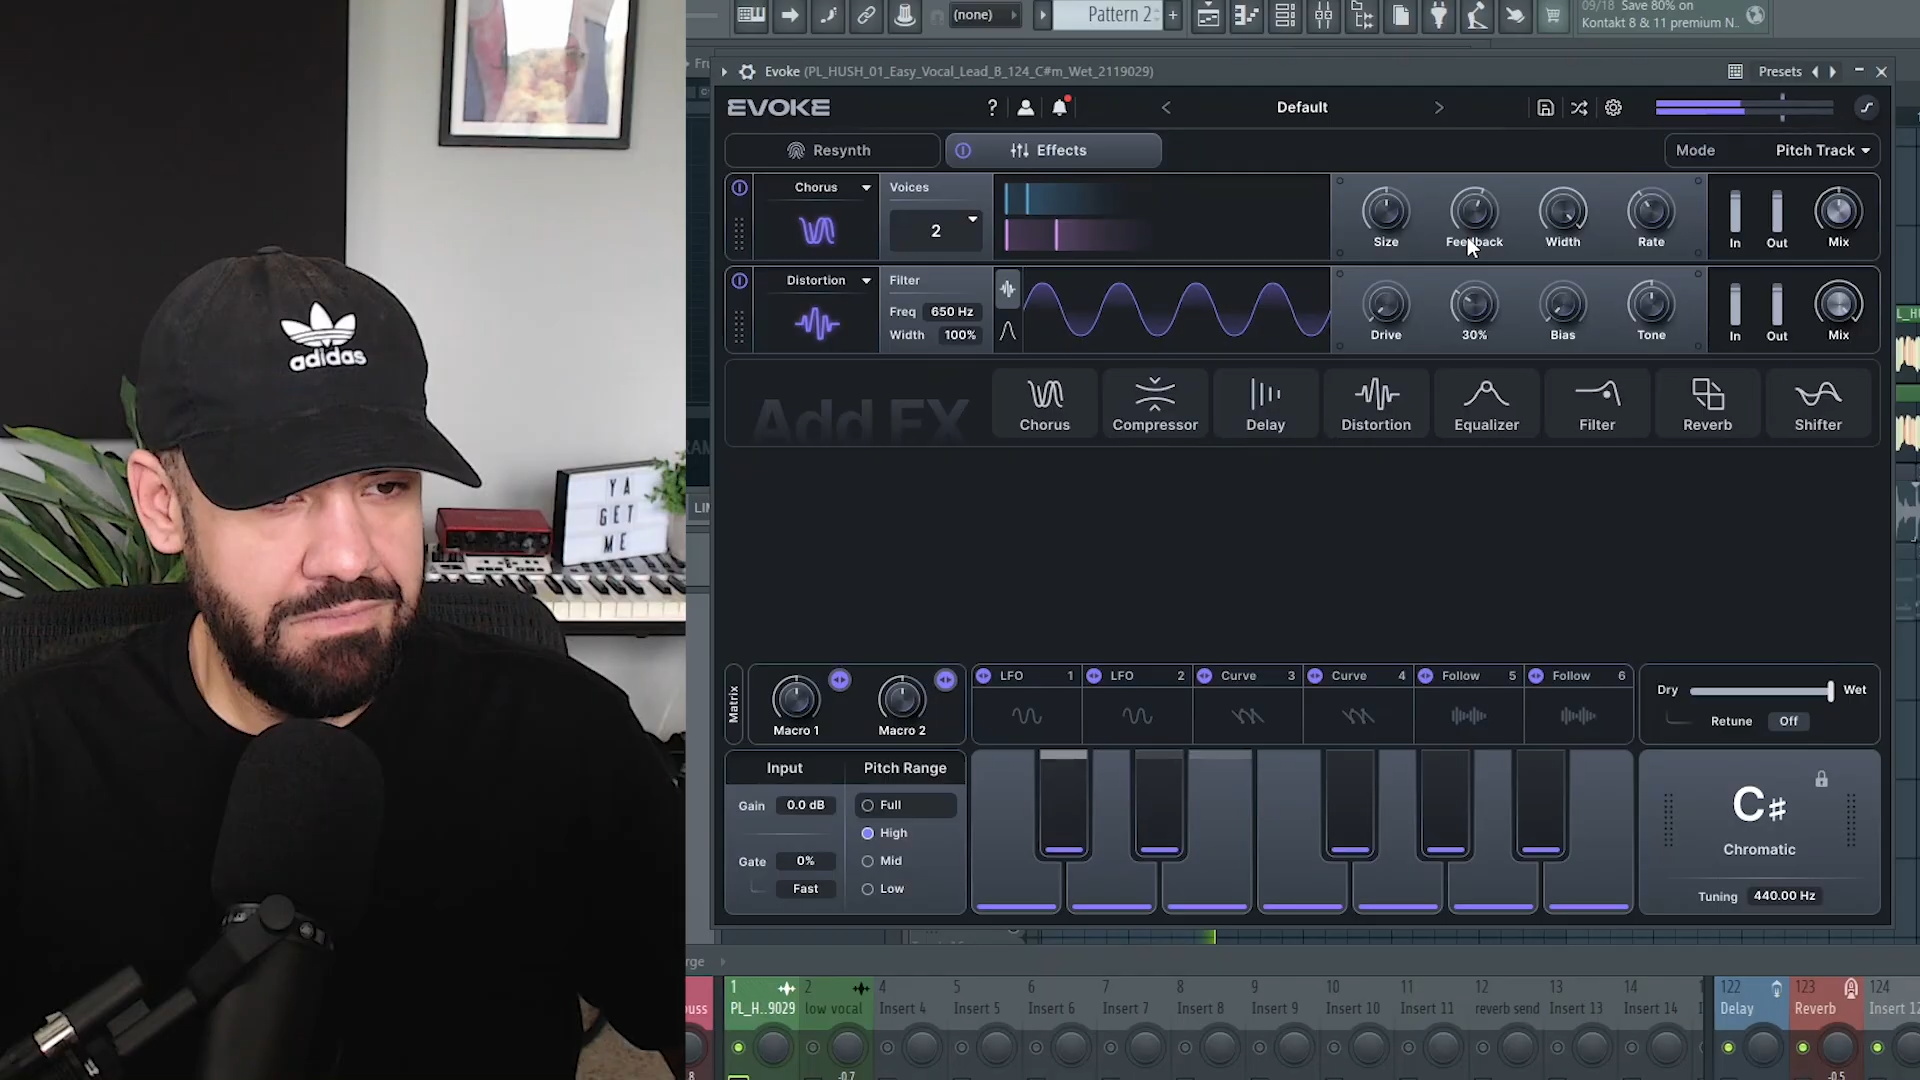 (none)
Pattern 2
09/18 Save 80% on
Kontakt 8 & 11 premium N..
Evoke (PL_HUSH_01_Easy_Vocal_Lead_B_124_C#m_Wet_2119029)
Presets
EVOKE
?
Default
Resynth
Effects
Mode
Pitch Track
Chorus
Voices
2
Size
Feedback
Width
Rate
In
Out
Mix
Distortion
Filter
Freq 650 Hz
Width 100%
Drive
30%
Bias
Tone
In
Out
Mix
Add FX
Chorus
Compressor
Delay
Distortion
Equalizer
Filter
Reverb
Shifter
adidas
YA
GET
ME
Matrix
Macro 1
Macro 2
LFO 1
LFO 2
Curve 3
Curve 4
Follow 5
Follow 6
Dry
Wet
Retune
Off
Input
Pitch Range
Gain 0.0 dB
Full
High
Gate 0%
Mid
Fast
Low
C#
Chromatic
Tuning 440.00 Hz
1
PL_H..9029
2
low vocal
4
Insert 4
5
Insert 5
6
Insert 6
7
Insert 7
8
Insert 8
9
Insert 9
10
Insert 10
11
Insert 11
12
reverb send
13
Insert 13
14
Insert 14
122
Delay
123
Reverb
124
Insert 12
8
-0.7
-0.5